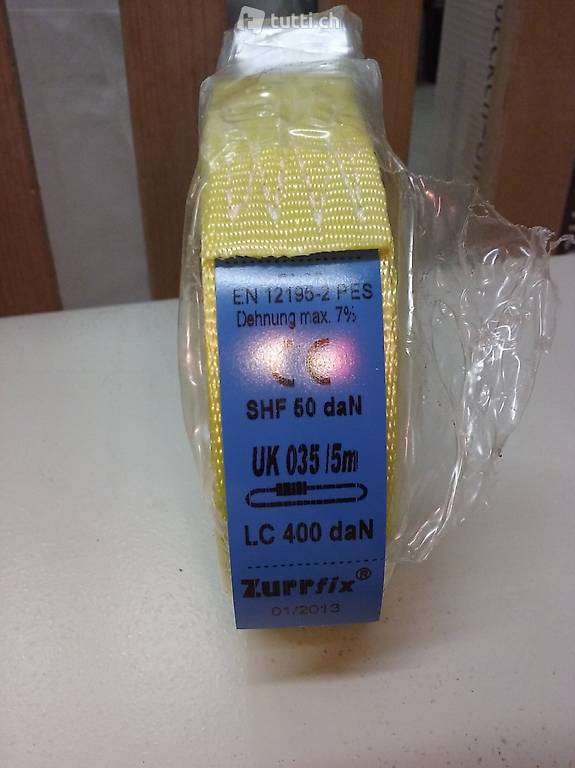 tutti.ch
EN 12195-2 PES
Dehnung max. 7%
CE
SHF 50 daN
UK 035 /5m
LC 400 daN
Zurrfix®
01/2013